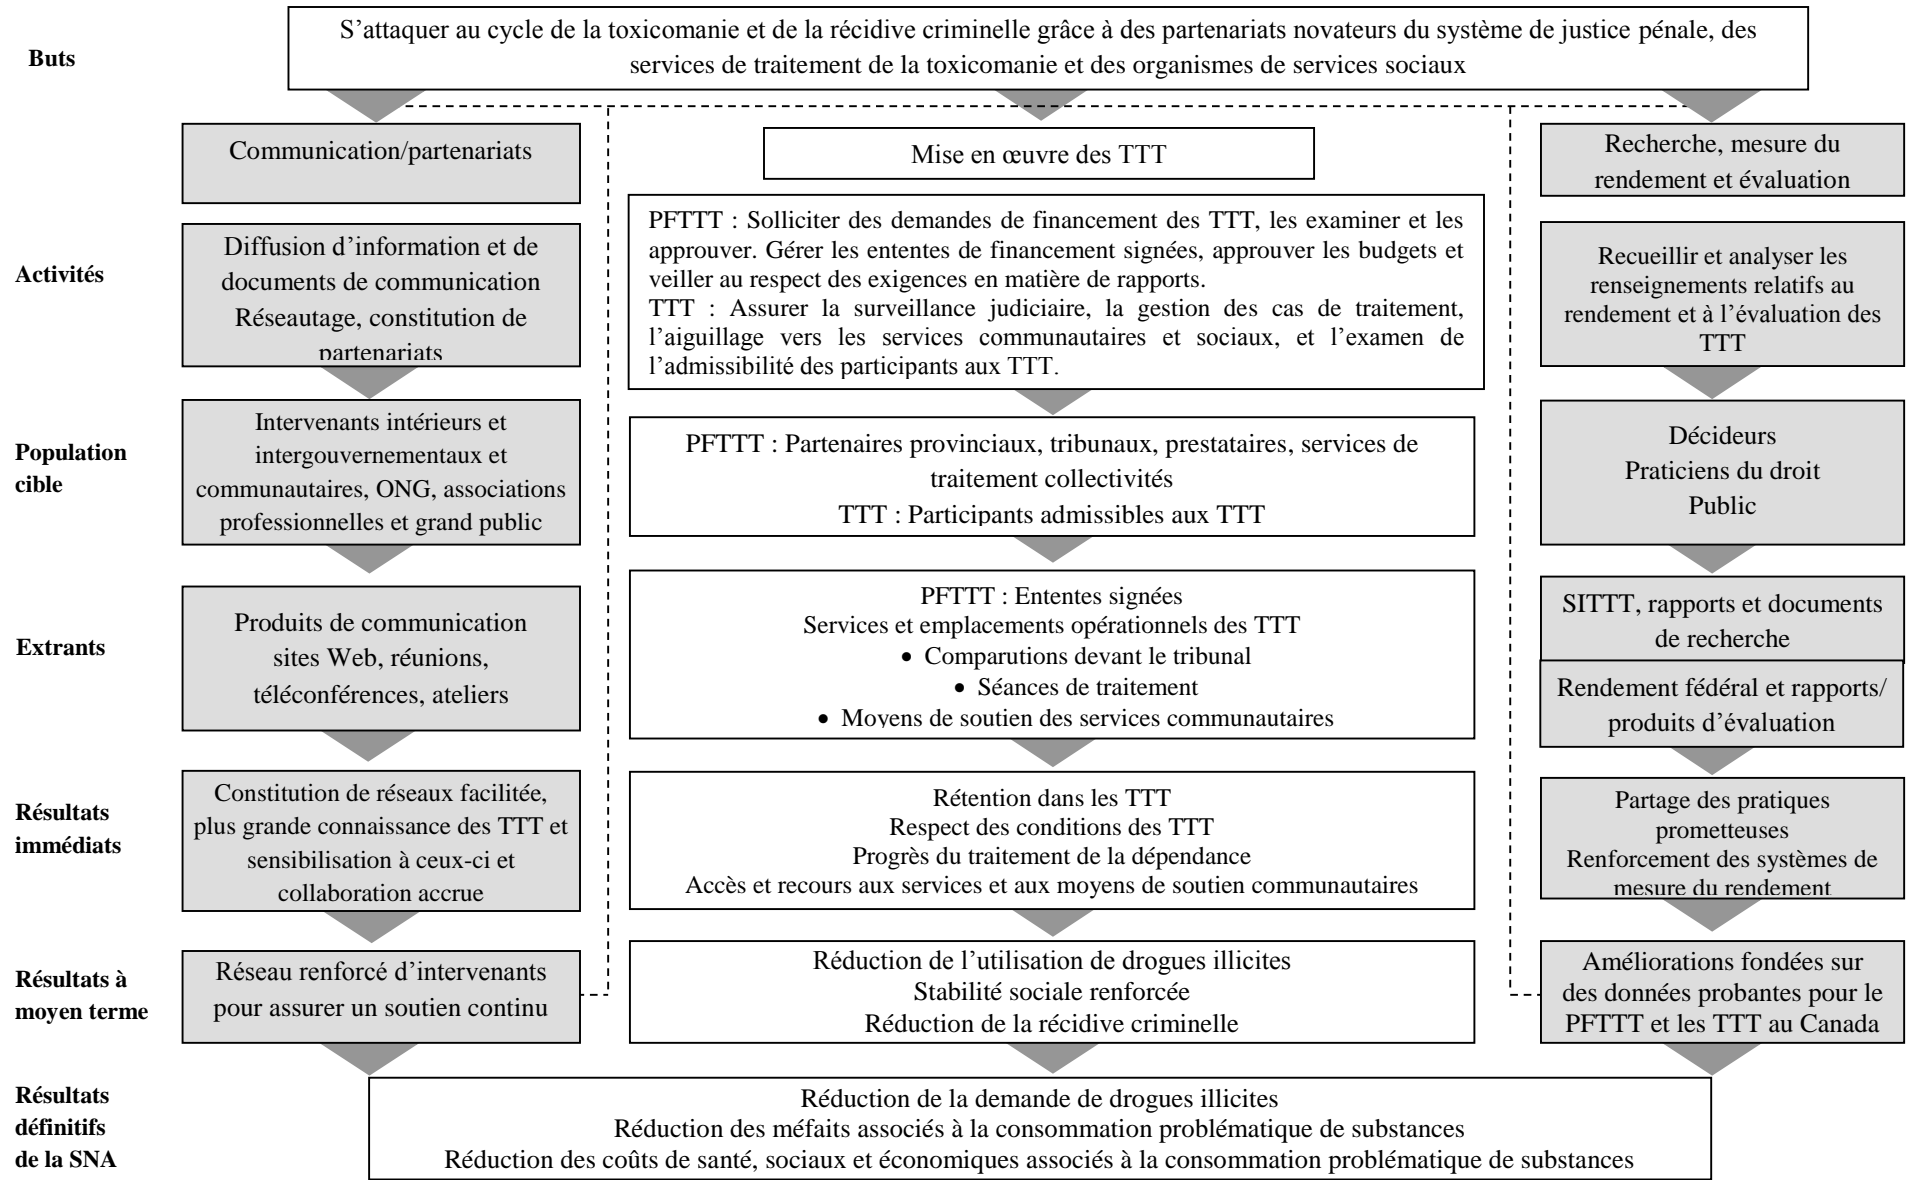 Buts
S’attaquer au cycle de la toxicomanie et de la récidive criminelle grâce à des partenariats novateurs du système de justice pénale, des
services de traitement de la toxicomanie et des organismes de services sociaux
Communication/partenariats
Mise en œuvre des TTT
Recherche, mesure du
rendement et évaluation
Activités
Diffusion d’information et de
documents de communication
Réseautage, constitution de
partenariats
PFTTT : Solliciter des demandes de financement des TTT, les examiner et les
approuver. Gérer les ententes de financement signées, approuver les budgets et
veiller au respect des exigences en matière de rapports.
TTT : Assurer la surveillance judiciaire, la gestion des cas de traitement,
l’aiguillage vers les services communautaires et sociaux, et l’examen de
l’admissibilité des participants aux TTT.
Recueillir et analyser les
renseignements relatifs au
rendement et à l’évaluation des
TTT
Population
cible
Intervenants intérieurs et
intergouvernementaux et
communautaires, ONG, associations
professionnelles et grand public
PFTTT : Partenaires provinciaux, tribunaux, prestataires, services de
traitement collectivités
TTT : Participants admissibles aux TTT
Décideurs
Praticiens du droit
Public
Extrants
Produits de communication
sites Web, réunions,
téléconférences, ateliers
PFTTT : Ententes signées
Services et emplacements opérationnels des TTT
• Comparutions devant le tribunal
• Séances de traitement
• Moyens de soutien des services communautaires
SITTT, rapports et documents
de recherche
Rendement fédéral et rapports/
produits d’évaluation
Résultats
immédiats
Constitution de réseaux facilitée,
plus grande connaissance des TTT et
sensibilisation à ceux-ci et
collaboration accrue
Rétention dans les TTT
Respect des conditions des TTT
Progrès du traitement de la dépendance
Accès et recours aux services et aux moyens de soutien communautaires
Partage des pratiques
prometteuses
Renforcement des systèmes de
mesure du rendement
Résultats à
moyen terme
Réseau renforcé d’intervenants
pour assurer un soutien continu
Réduction de l’utilisation de drogues illicites
Stabilité sociale renforcée
Réduction de la récidive criminelle
Améliorations fondées sur
des données probantes pour le
PFTTT et les TTT au Canada
Résultats
définitifs
de la SNA
Réduction de la demande de drogues illicites
Réduction des méfaits associés à la consommation problématique de substances
Réduction des coûts de santé, sociaux et économiques associés à la consommation problématique de substances